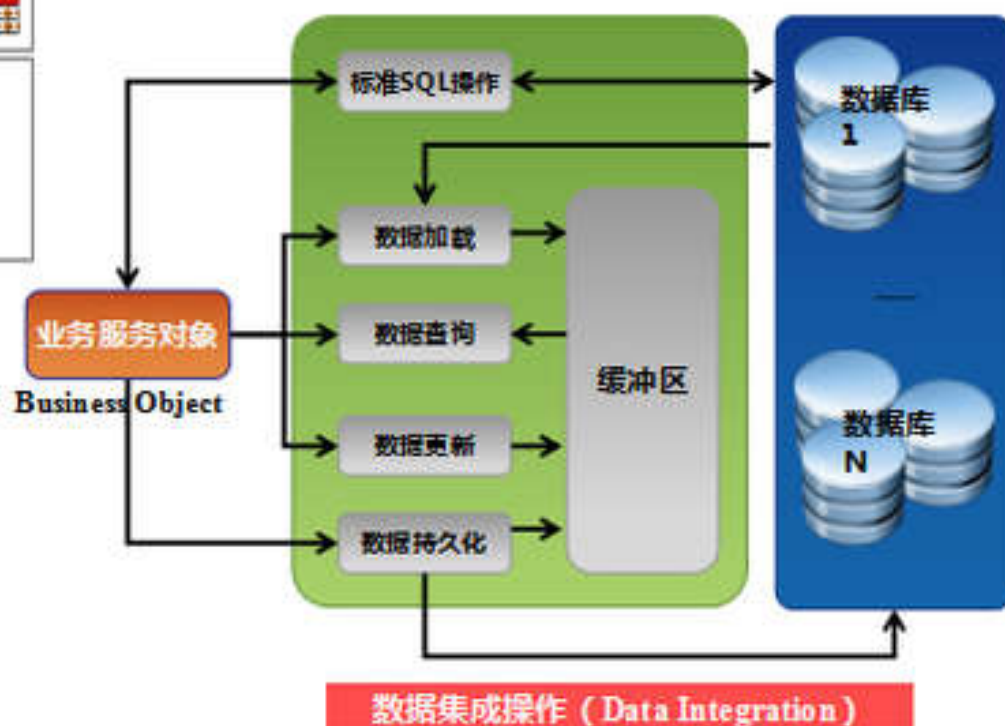 标准SQL操作
数据库
1
数据加载
业务服务对象
数据查询
Business Object
缓冲区
数据库
N
数据更新
数据持久化
数据集成操作（Data Integration）